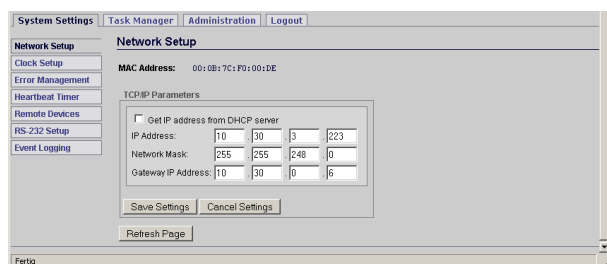 System Settings Task Manager Administration Logout
Network Setup
Clock Setup
Error Management
Heartbeat Timer
Remote Devices
RS-232 Setup
Event Logging
Network Setup
MAC Address: 00:0B:7C:F0:00:DE
TCP/IP Parameters
Get IP address from DHCP server
IP Address: 10 . 30 . 3 . 223
Network Mask: 255 . 255 . 248 . 0
Gateway IP Address: 10 . 30 . 0 . 6
Save Settings Cancel Settings
Refresh Page
Fertig